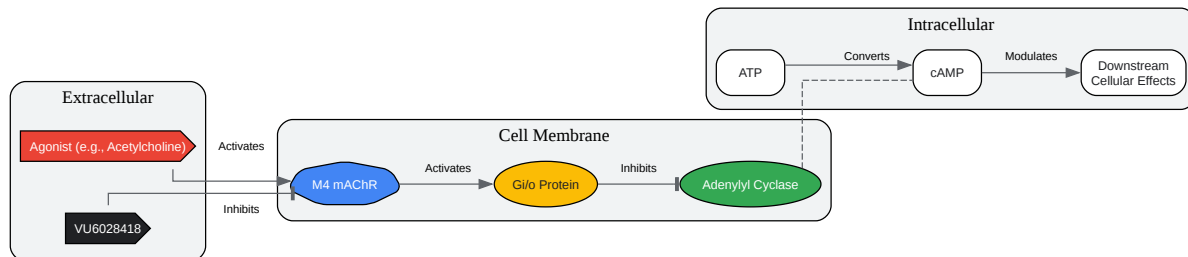 Intracellular
ATP
Converts
cAMP
Modulates
Downstream
Cellular Effects
Extracellular
Agonist (e.g., Acetylcholine)
VU6028418
Activates
Inhibits
Cell Membrane
M4 mAChR
Activates
Gi/o Protein
Inhibits
Adenylyl Cyclase